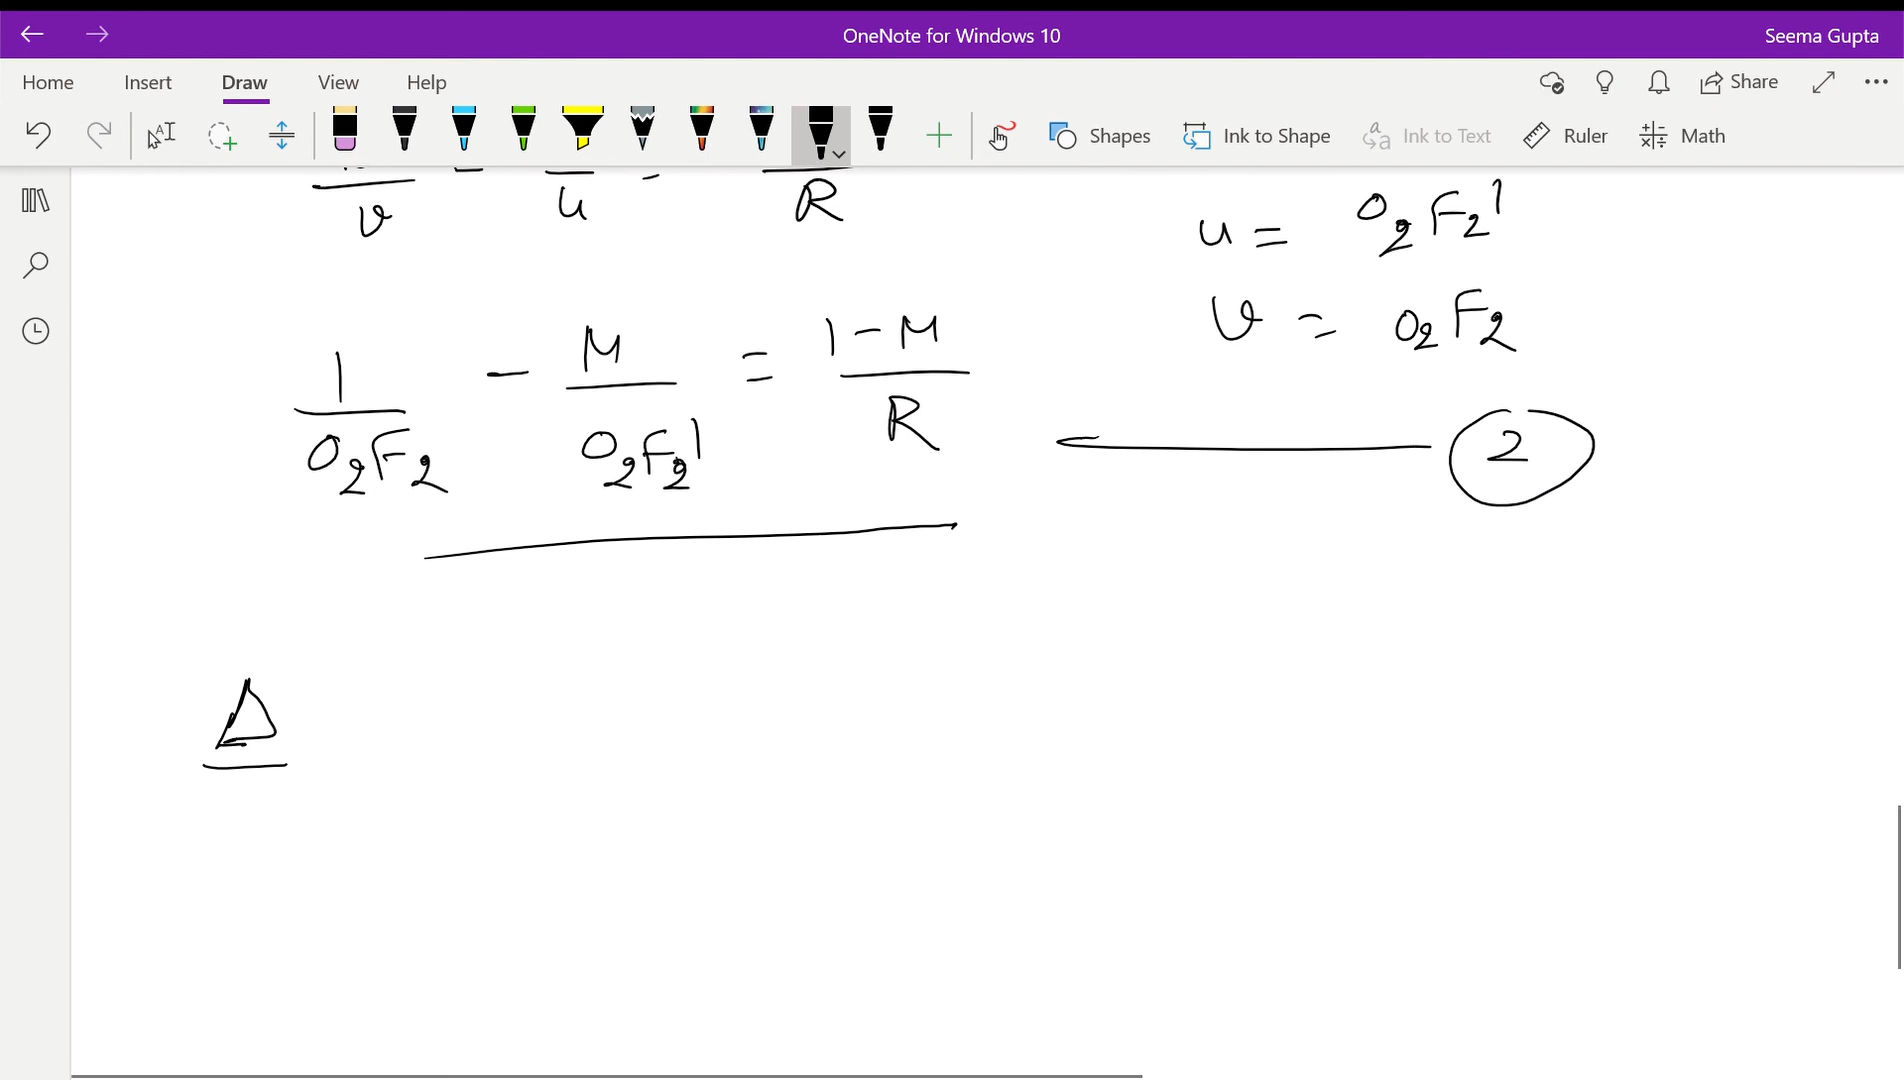 OneNote for Windows 10
Seema Gupta
Home Insert Draw View Help
Share
Shapes Ink to Shape Ink to Text Ruler Math
v u = R
u = O₂F₂'
v = O₂F₂
1/O₂F₂ - M/O₂F₂' = 1-M/R
2
Δ